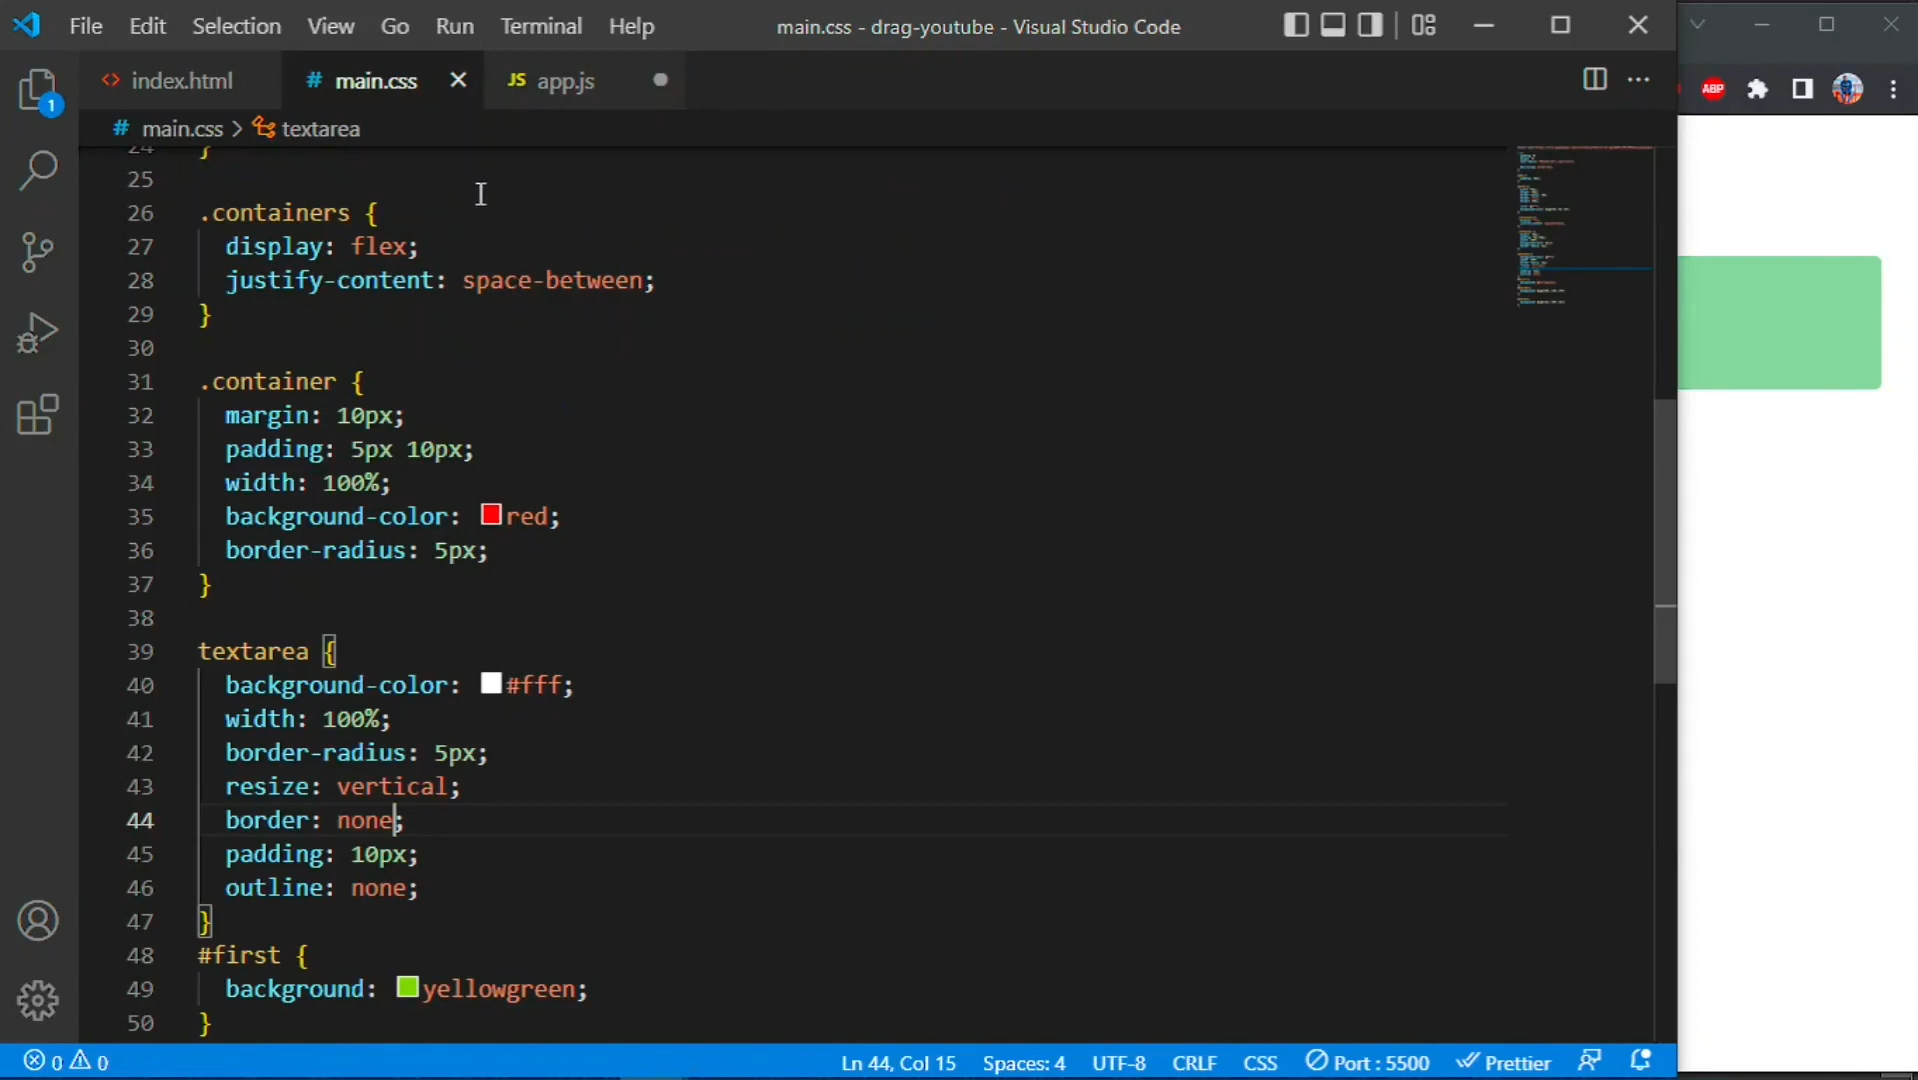 File Edit Selection View Go Run Terminal Help main.css - drag-youtube - Visual Studio Code
index.html # main.css JS app.js
ABP
# main.css > textarea
1
24 }
25
26 .containers {
27 display: flex;
28 justify-content: space-between;
29 }
30
31 .container {
32 margin: 10px;
33 padding: 5px 10px;
34 width: 100%;
35 background-color: red;
36 border-radius: 5px;
37 }
38
39 textarea {
40 background-color: #fff;
41 width: 100%;
42 border-radius: 5px;
43 resize: vertical;
44 border: none;
45 padding: 10px;
46 outline: none;
47 }
48 #first {
49 background: yellowgreen;
50 }
0 0 Ln 44, Col 15 Spaces: 4 UTF-8 CRLF CSS Port : 5500 Prettier